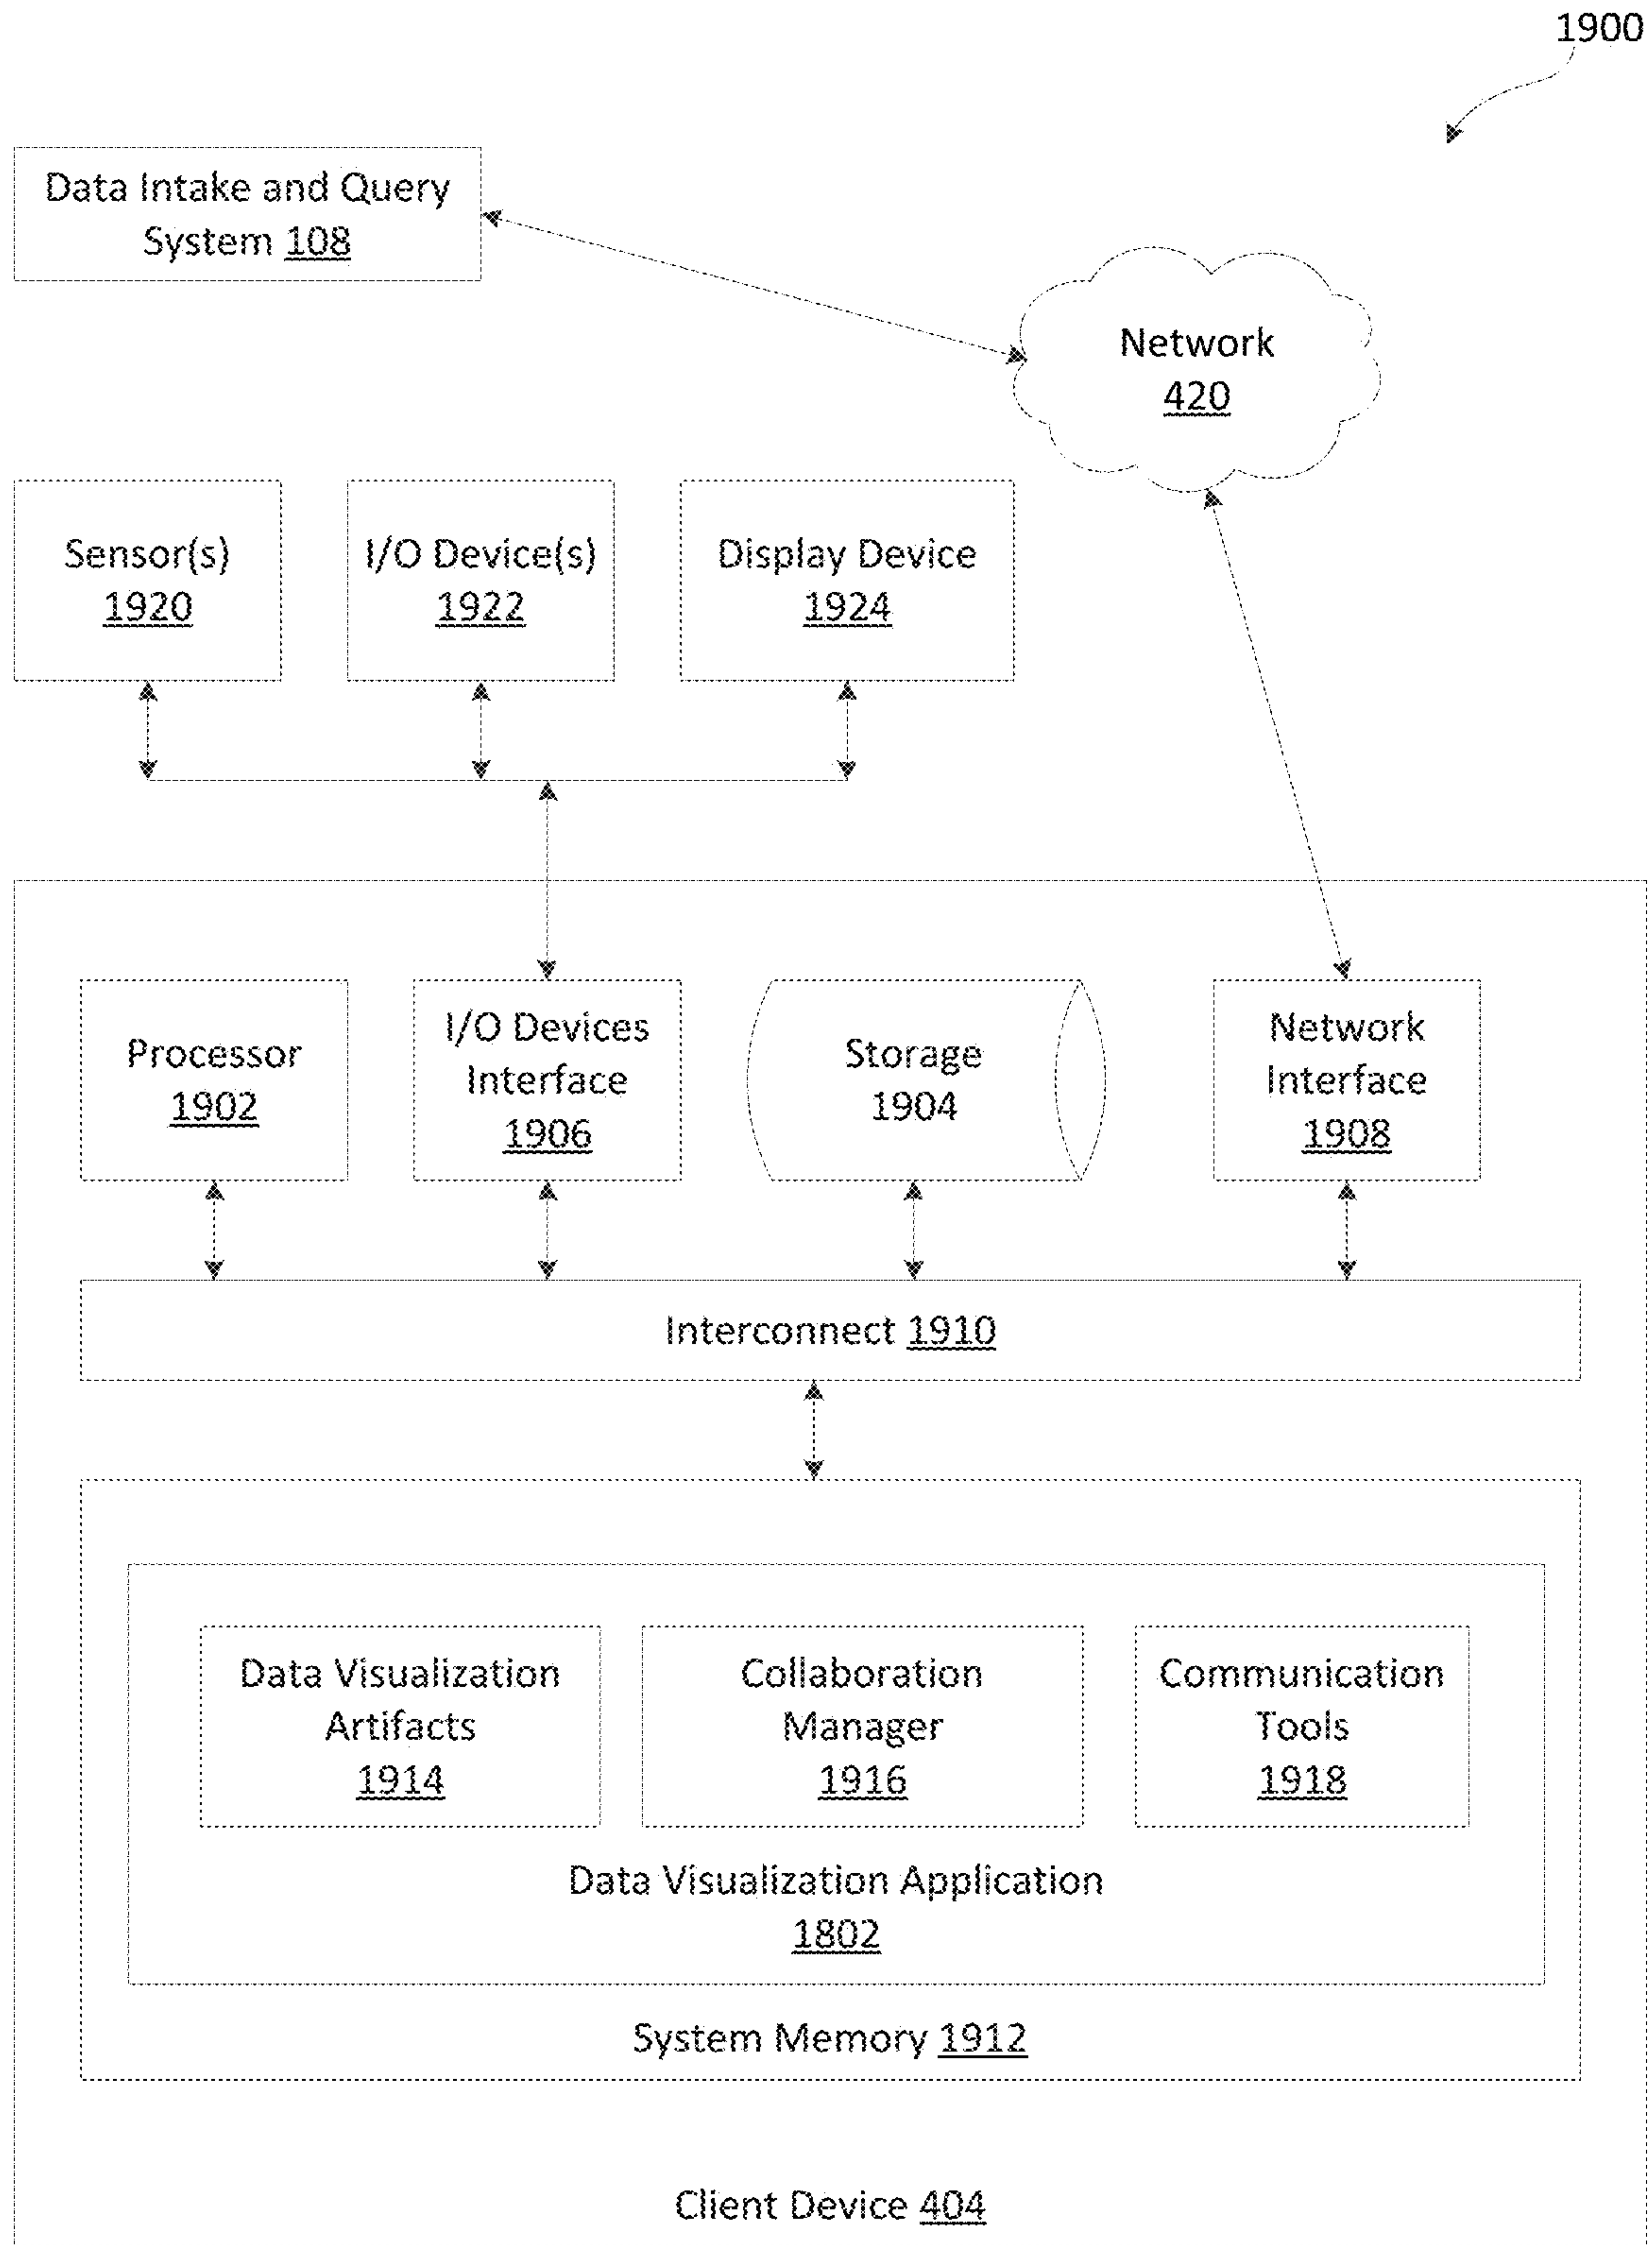 1900
Data Intake and Query
System 108
Network
420
Sensor(s)
1920
I/O Device(s)
1922
Display Device
1924
Processor
1902
I/O Devices
Interface
1906
Storage
1904
Network
Interface
1908
Interconnect 1910
Data Visualization
Artifacts
1914
Collaboration
Manager
1916
Communication
Tools
1918
Data Visualization Application
1802
System Memory 1912
Client Device 404